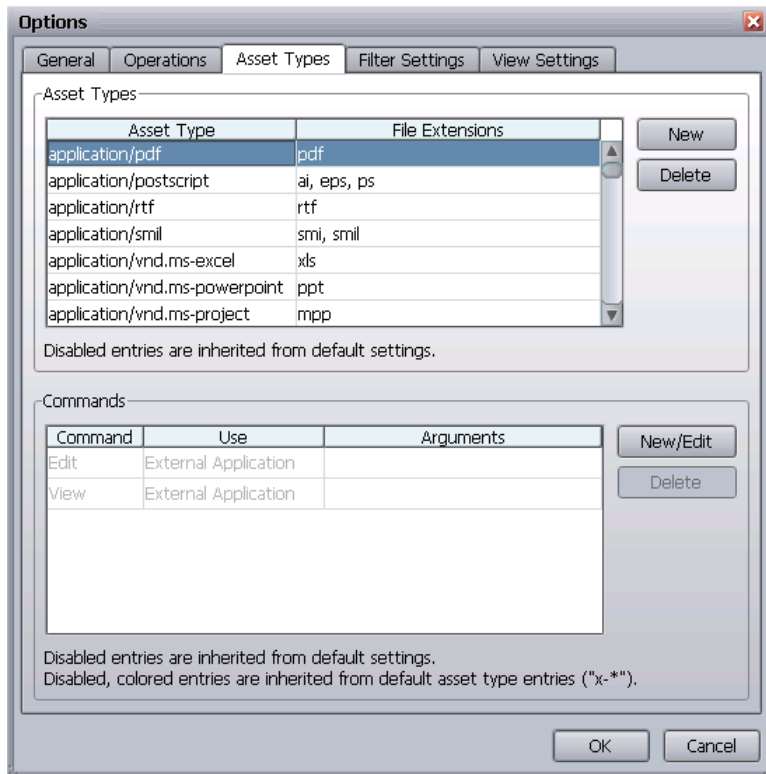 Options
General Operations Asset Types Filter Settings View Settings
Asset Types
Asset Type File Extensions
application/pdf pdf
application/postscript ai, eps, ps
application/rtf rtf
application/smil smi, smil
application/vnd.ms-excel xls
application/vnd.ms-powerpoint ppt
application/vnd.ms-project mpp
New
Delete
Disabled entries are inherited from default settings.
Commands
Command Use Arguments
Edit External Application
View External Application
New/Edit
Delete
Disabled entries are inherited from default settings.
Disabled, colored entries are inherited from default asset type entries ("x-*").
OK Cancel